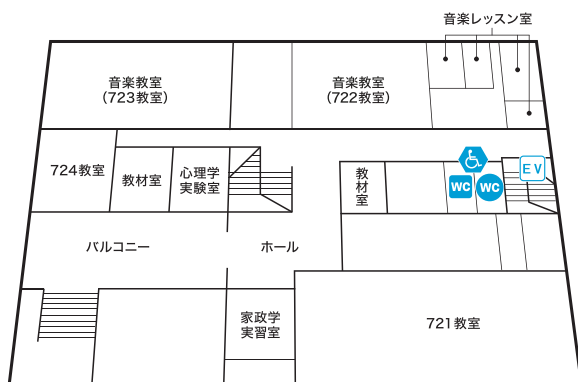 音楽レッスン室
音楽教室
(723教室)
音楽教室
(722教室)
724教室
教材室
心理学
実験室
教
材
室
WC
WC
EV
バルコニー
ホール
家政学
実習室
721教室